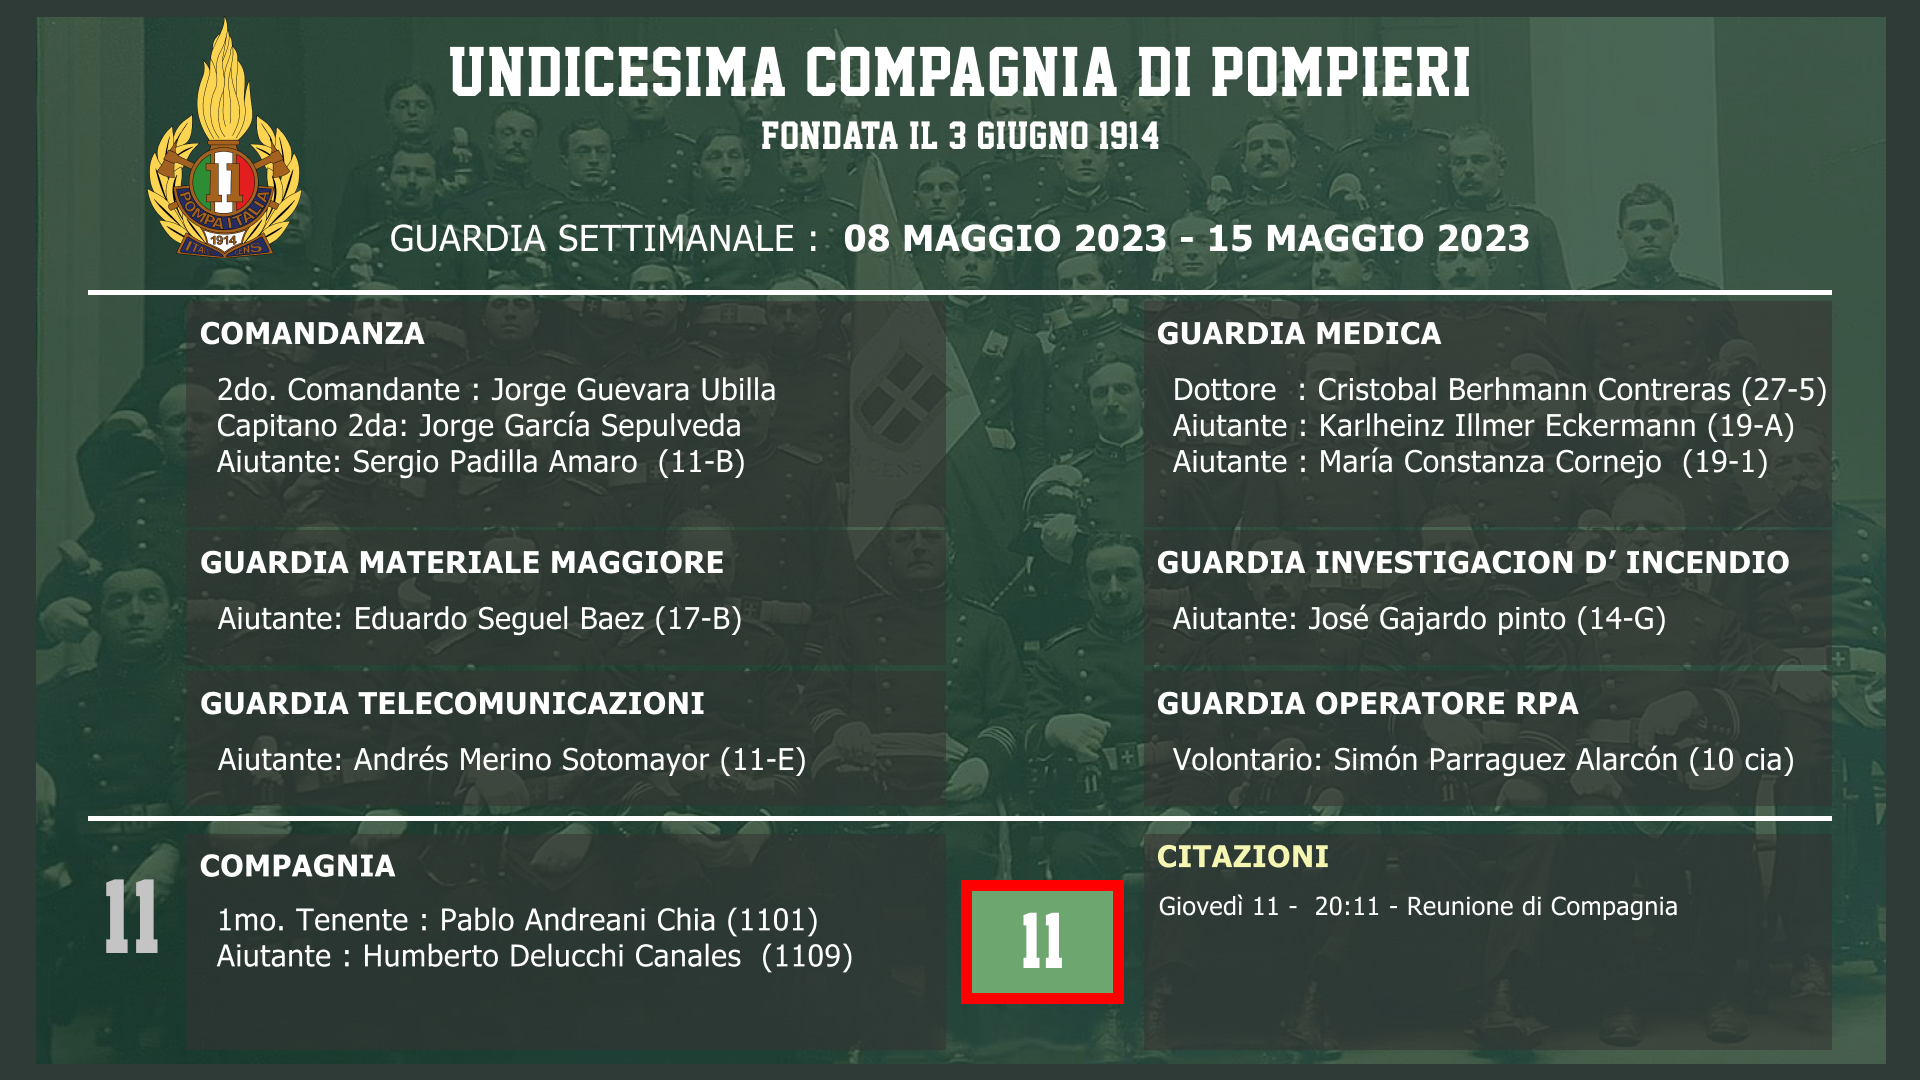 UNDICESIMA COMPAGNIA DI POMPIERI
FONDATA IL 3 GIUGNO 1914
11
POMPA ITALIA
1914
GUARDIA SETTIMANALE : 08 MAGGIO 2023 - 15 MAGGIO 2023
COMANDANZA
2do. Comandante : Jorge Guevara Ubilla
Capitano 2da: Jorge García Sepulveda
Aiutante: Sergio Padilla Amaro (11-B)
GUARDIA MEDICA
Dottore : Cristobal Berhmann Contreras (27-5)
Aiutante : Karlheinz Illmer Eckermann (19-A)
Aiutante : María Constanza Cornejo (19-1)
GUARDIA MATERIALE MAGGIORE
Aiutante: Eduardo Seguel Baez (17-B)
GUARDIA INVESTIGACION D’ INCENDIO
Aiutante: José Gajardo pinto (14-G)
GUARDIA TELECOMUNICAZIONI
Aiutante: Andrés Merino Sotomayor (11-E)
GUARDIA OPERATORE RPA
Volontario: Simón Parraguez Alarcón (10 cia)
11
COMPAGNIA
1mo. Tenente : Pablo Andreani Chia (1101)
Aiutante : Humberto Delucchi Canales (1109)
11
CITAZIONI
Giovedì 11 - 20:11 - Reunione di Compagnia